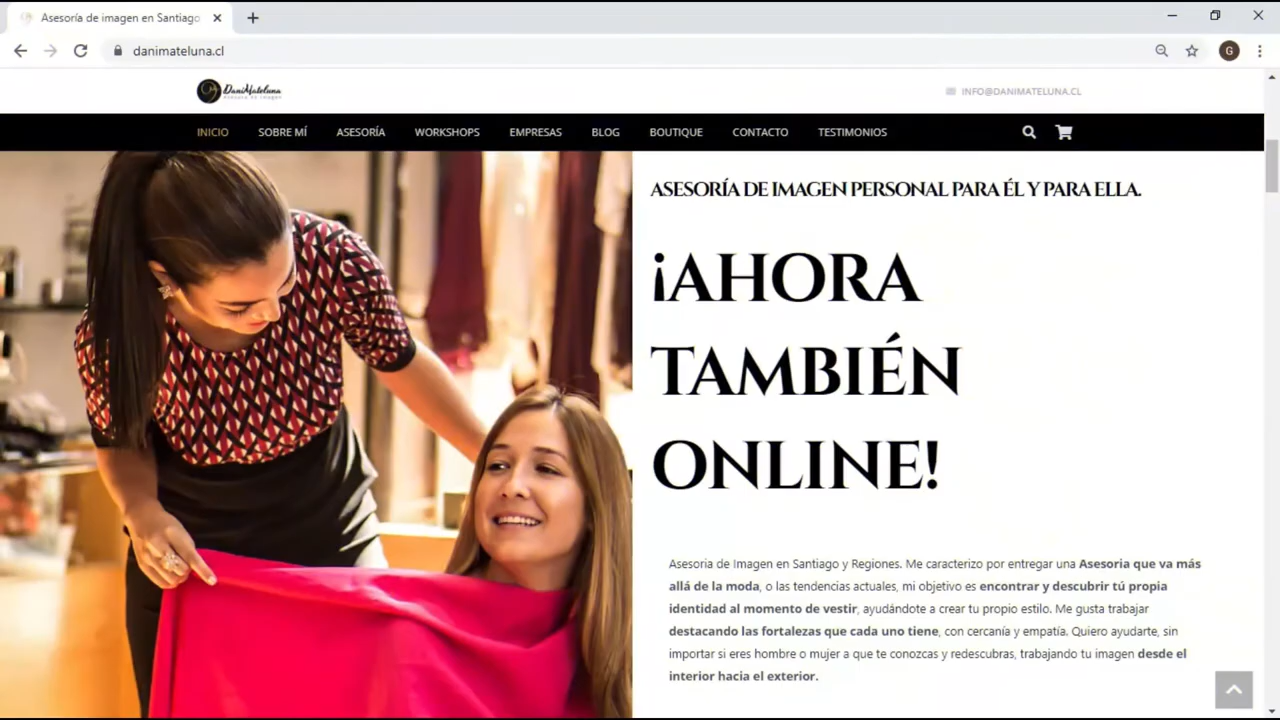 Asesoría de imagen en Santiago
danimateluna.cl
G
DaniMateluna
INFO@DANIMATELUNA.CL
INICIO SOBRE MÍ ASESORÍA WORKSHOPS EMPRESAS BLOG BOUTIQUE CONTACTO TESTIMONIOS
ASESORÍA DE IMAGEN PERSONAL PARA ÉL Y PARA ELLA.
¡AHORA
TAMBIÉN
ONLINE!
Asesoria de Imagen en Santiago y Regiones. Me caracterizo por entregar una Asesoria que va más
allá de la moda, o las tendencias actuales, mi objetivo es encontrar y descubrir tú propia
identidad al momento de vestir, ayudándote a crear tu propio estilo. Me gusta trabajar
destacando las fortalezas que cada uno tiene, con cercanía y empatía. Quiero ayudarte, sin
importar si eres hombre o mujer a que te conozcas y redescubras, trabajando tu imagen desde el
interior hacia el exterior.